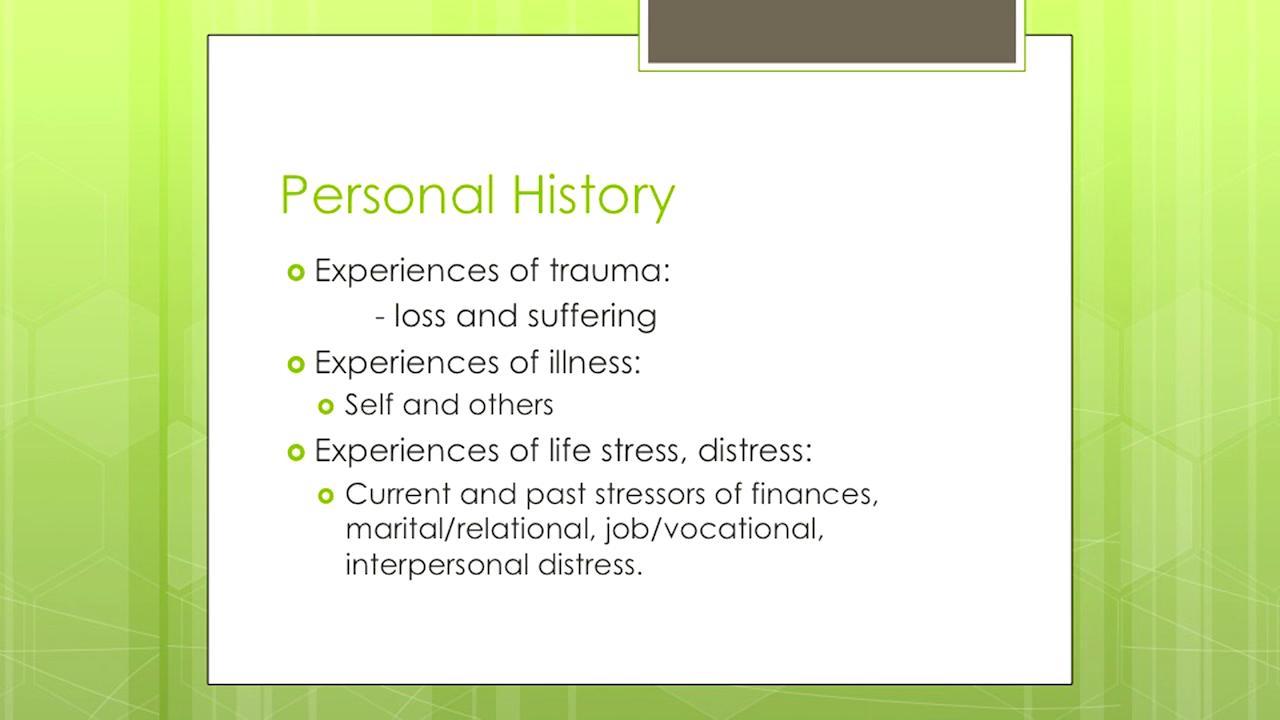 Personal History
Experiences of trauma:
- loss and suffering
Experiences of illness:
Self and others
Experiences of life stress, distress:
Current and past stressors of finances,
marital/relational, job/vocational,
interpersonal distress.